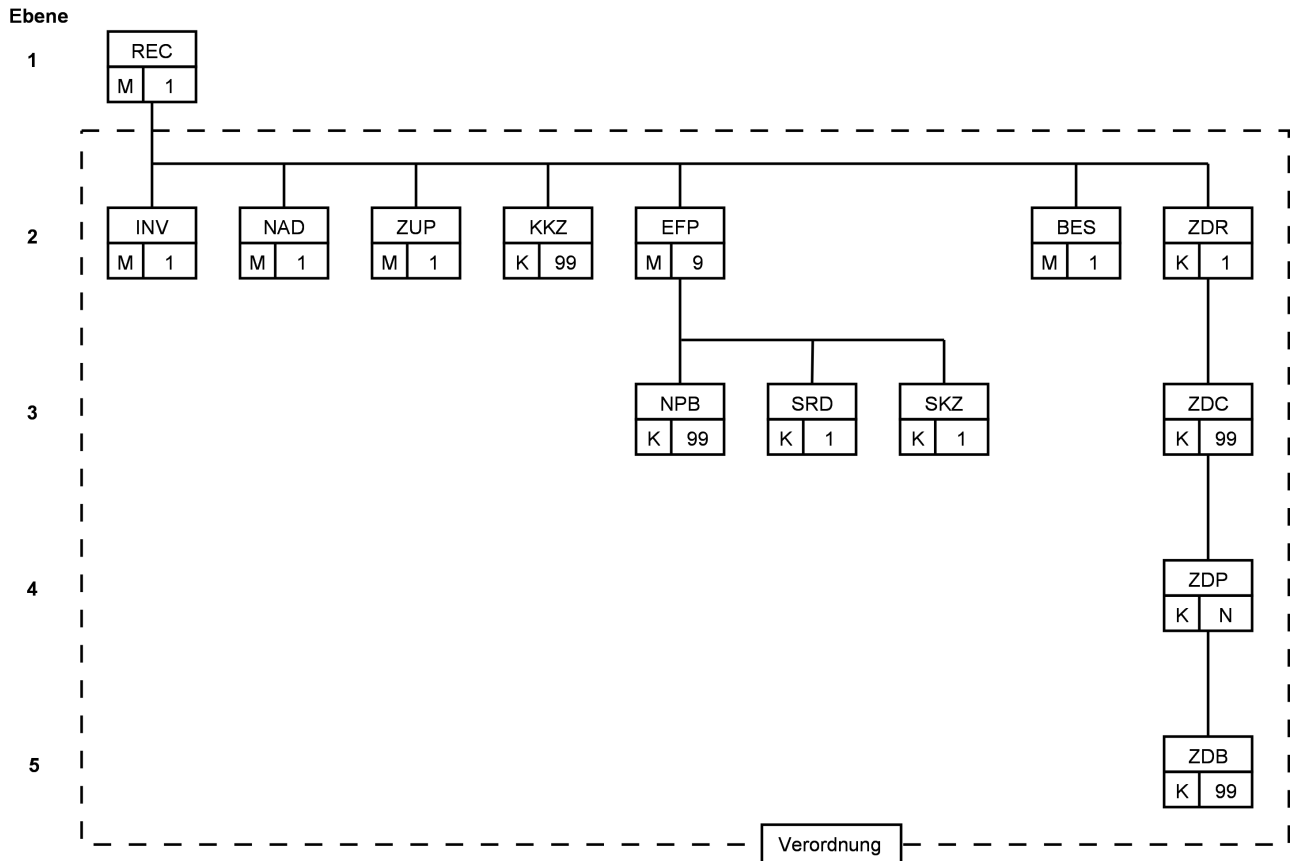 Ebene
1
REC
M 1
2
INV NAD ZUP KKZ EFP BES ZDR
M 1 M 1 M 1 K 99 M 9 M 1 K 1
3
NPB SRD SKZ ZDC
K 99 K 1 K 1 K 99
4
ZDP
K N
5
ZDB
K 99
Verordnung